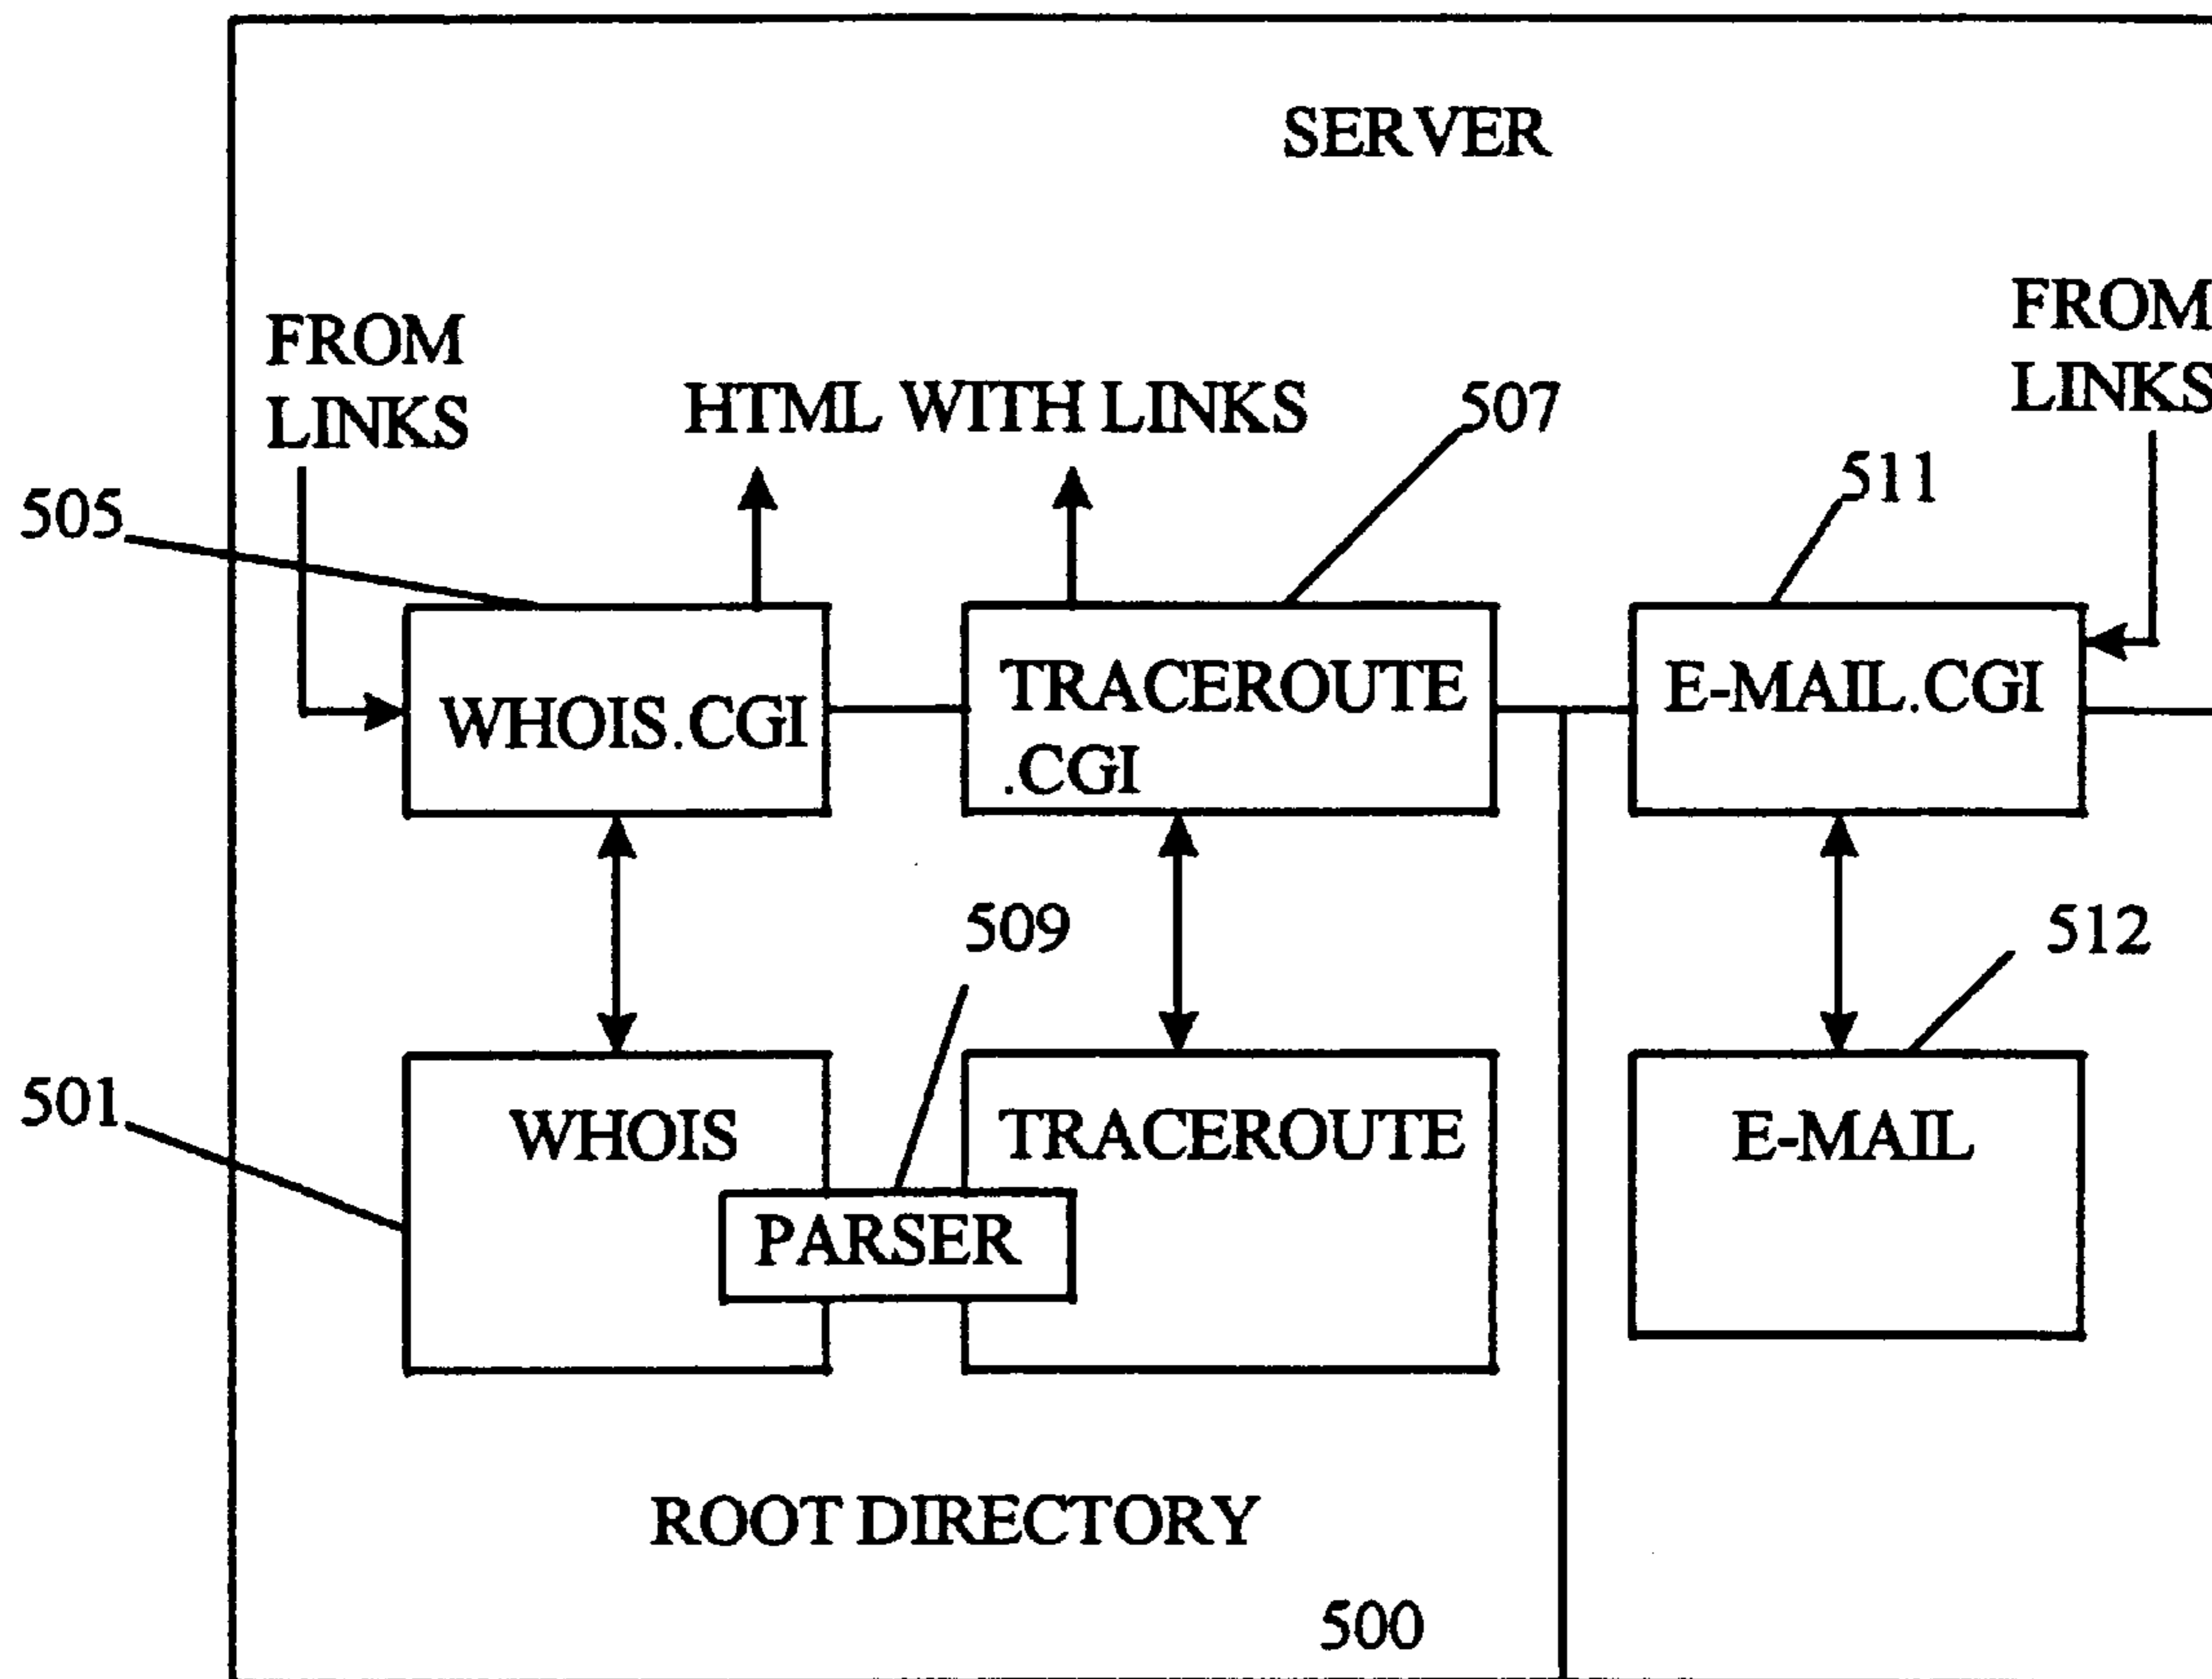 SERVER
FROM
LINKS
HTML WITH LINKS
507
FROM
LINKS
505
511
WHOIS.CGI
TRACEROUTE
.CGI
E-MAIL.CGI
509
512
501
WHOIS
TRACEROUTE
E-MAIL
PARSER
ROOT DIRECTORY
500